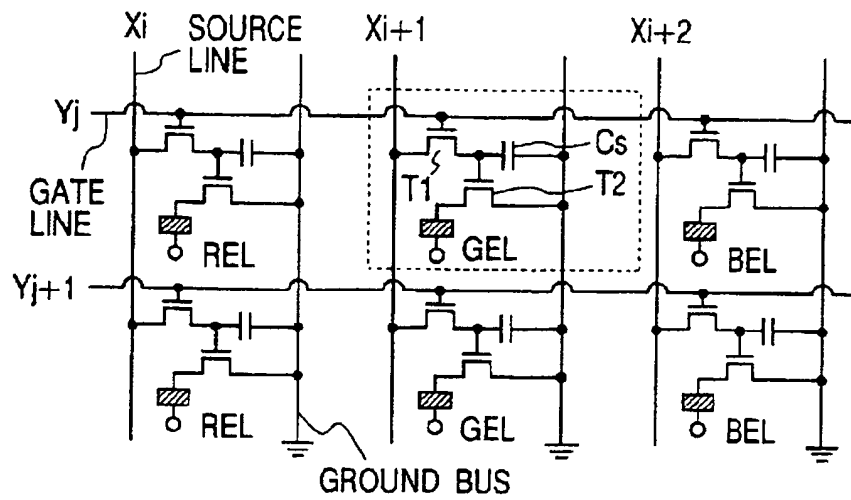 Xi SOURCE LINE Xi+1 Xi+2
Yj
Cs
T1 T2
GATE LINE
REL GEL BEL
Yj+1
REL GEL BEL
GROUND BUS